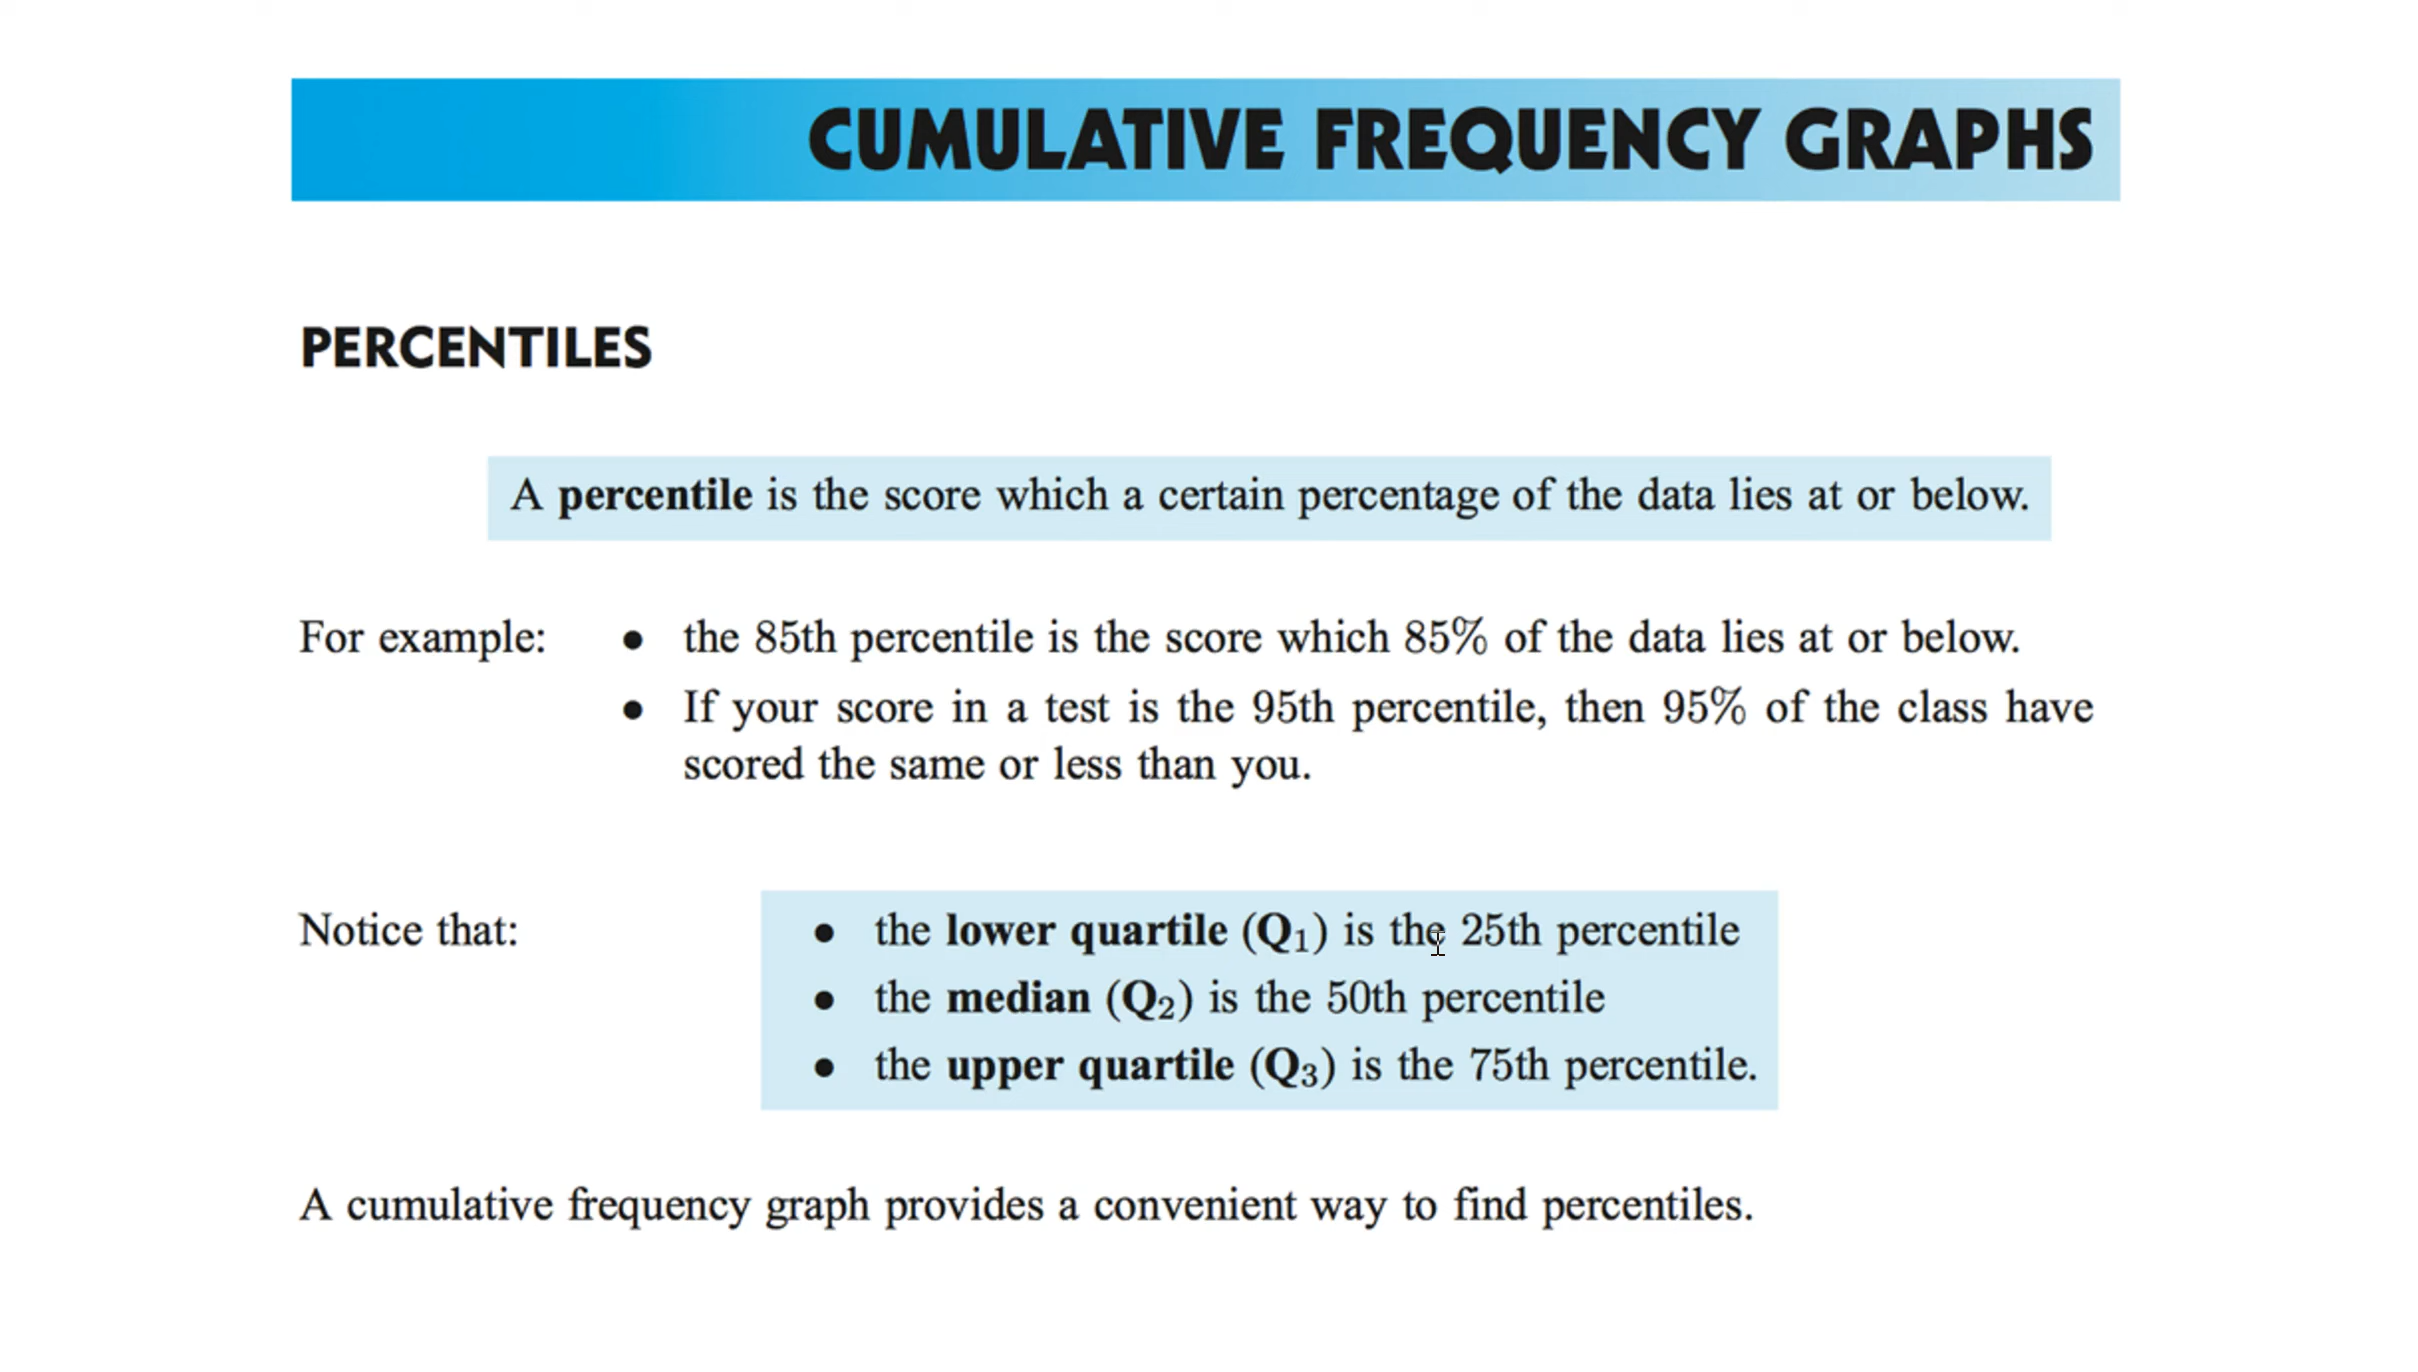 CUMULATIVE FREQUENCY GRAPHS
PERCENTILES
A percentile is the score which a certain percentage of the data lies at or below.
For example: • the 85th percentile is the score which 85% of the data lies at or below.
• If your score in a test is the 95th percentile, then 95% of the class have
scored the same or less than you.
Notice that: • the lower quartile (Q₁) is the 25th percentile
• the median (Q₂) is the 50th percentile
• the upper quartile (Q₃) is the 75th percentile.
A cumulative frequency graph provides a convenient way to find percentiles.